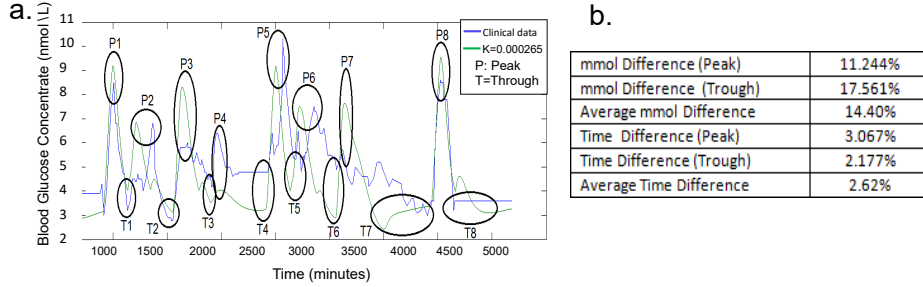 a.
Blood Glucose Concentrate (nmol\L)
11
10
9
8
7
6
5
4
3
2
P1
P2
P3
P4
P5
P6
P7
P8
T1
T2
T3
T4
T5
T6
T7
T8
Clinical data
K=0.000265
P: Peak
T=Through
1000 1500 2000 2500 3000 3500 4000 4500 5000
Time (minutes)
b.
mmol Difference (Peak) 11.244%
mmol Difference (Trough) 17.561%
Average mmol Difference 14.40%
Time Difference (Peak) 3.067%
Time Difference (Trough) 2.177%
Average Time Difference 2.62%